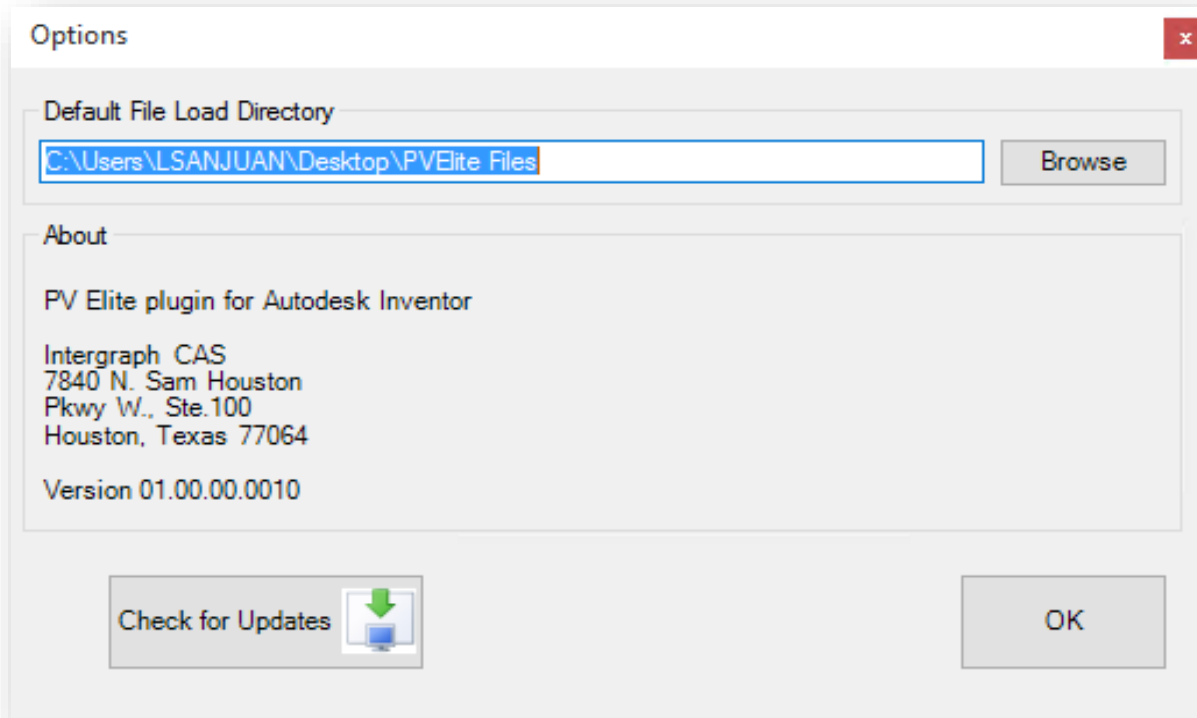 Options
x
Default File Load Directory
C:\Users\LSANJUAN\Desktop\PVElite Files
Browse
About
PV Elite plugin for Autodesk Inventor
Intergraph CAS
7840 N. Sam Houston
Pkwy W., Ste.100
Houston, Texas 77064
Version 01.00.00.0010
Check for Updates
OK